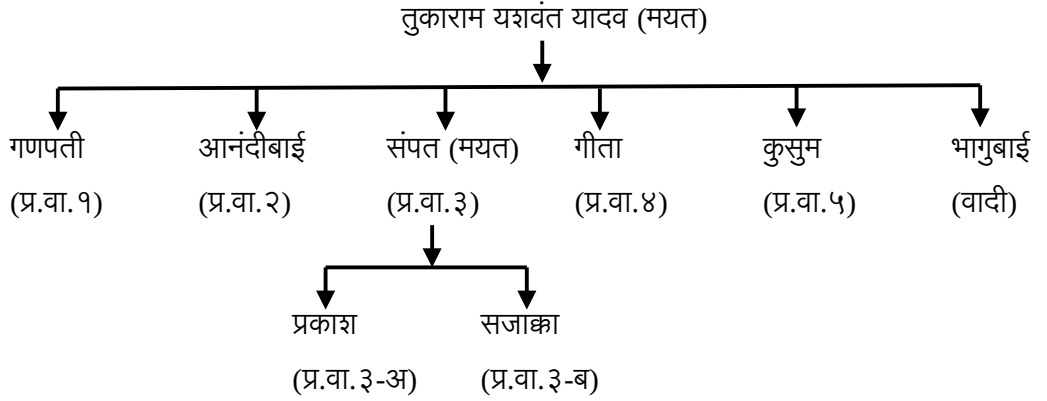 तुकाराम यशवंत यादव (मयत)
गणपती आनंदीबाई संपत (मयत) गीता कुसुम भागुबाई
(प्र.वा.१) (प्र.वा.२) (प्र.वा.३) (प्र.वा.४) (प्र.वा.५) (वादी)
प्रकाश सजाक्का
(प्र.वा.३-अ) (प्र.वा.३-ब)